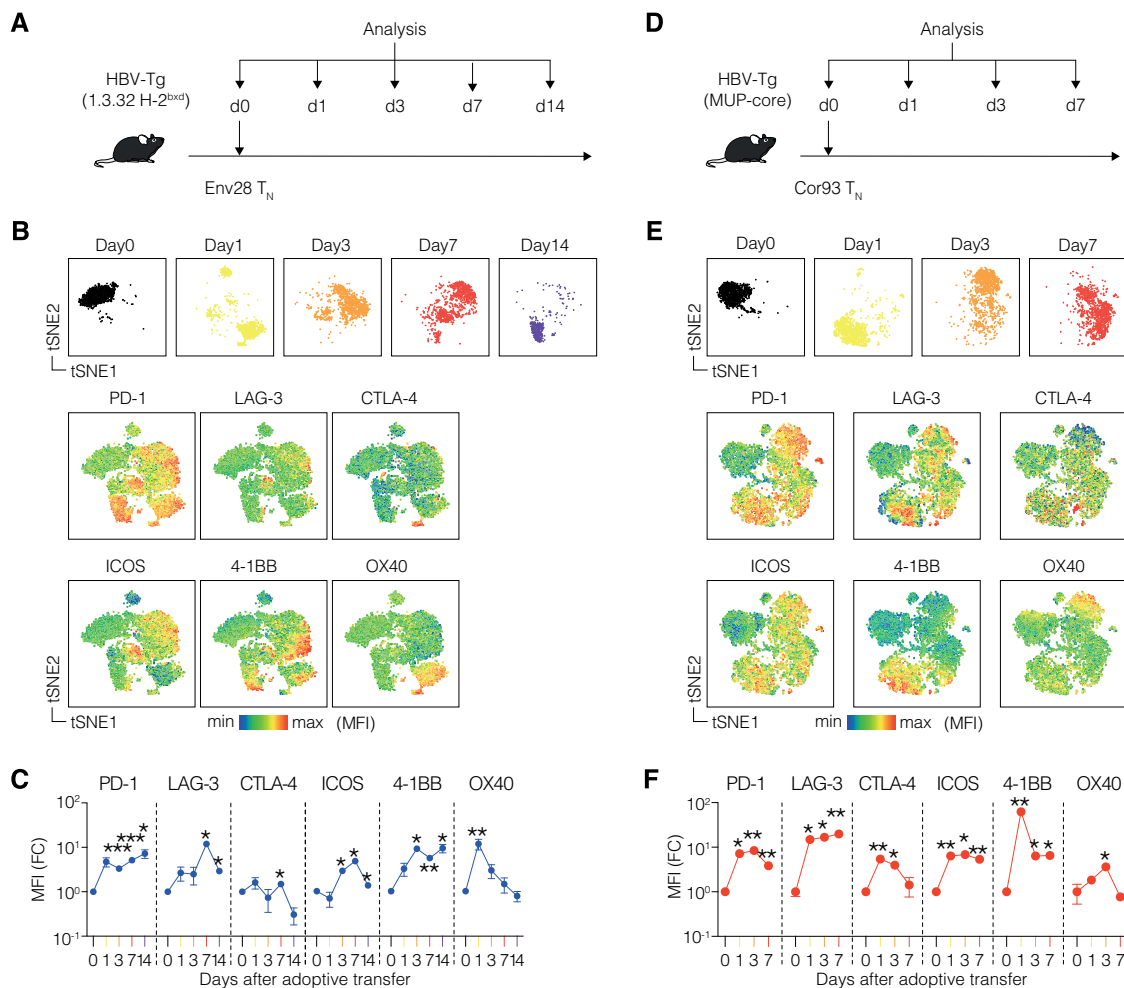 A
Analysis
HBV-Tg
(1.3.32 H-2bxd)
d0 d1 d3 d7 d14
Env28 TN
D
Analysis
HBV-Tg
(MUP-core)
d0 d1 d3 d7
Cor93 TN
B
Day0 Day1 Day3 Day7 Day14
tSNE2
tSNE1
PD-1 LAG-3 CTLA-4
ICOS 4-1BB OX40
tSNE2
tSNE1
min max (MFI)
E
Day0 Day1 Day3 Day7
tSNE2
tSNE1
PD-1 LAG-3 CTLA-4
ICOS 4-1BB OX40
tSNE2
tSNE1
min max (MFI)
C
PD-1 LAG-3 CTLA-4 ICOS 4-1BB OX40
MFI (FC)
102
101
100
10-1
* *** *** *
* *
*
* * *
* ** *
**
0 1 3 7 14 0 1 3 7 14 0 1 3 7 14 0 1 3 7 14 0 1 3 7 14 0 1 3 7 14
Days after adoptive transfer
F
PD-1 LAG-3 CTLA-4 ICOS 4-1BB OX40
MFI (FC)
102
101
100
10-1
* ** **
* * **
** *
** * **
** * *
*
0 1 3 7 0 1 3 7 0 1 3 7 0 1 3 7 0 1 3 7 0 1 3 7
Days after adoptive transfer